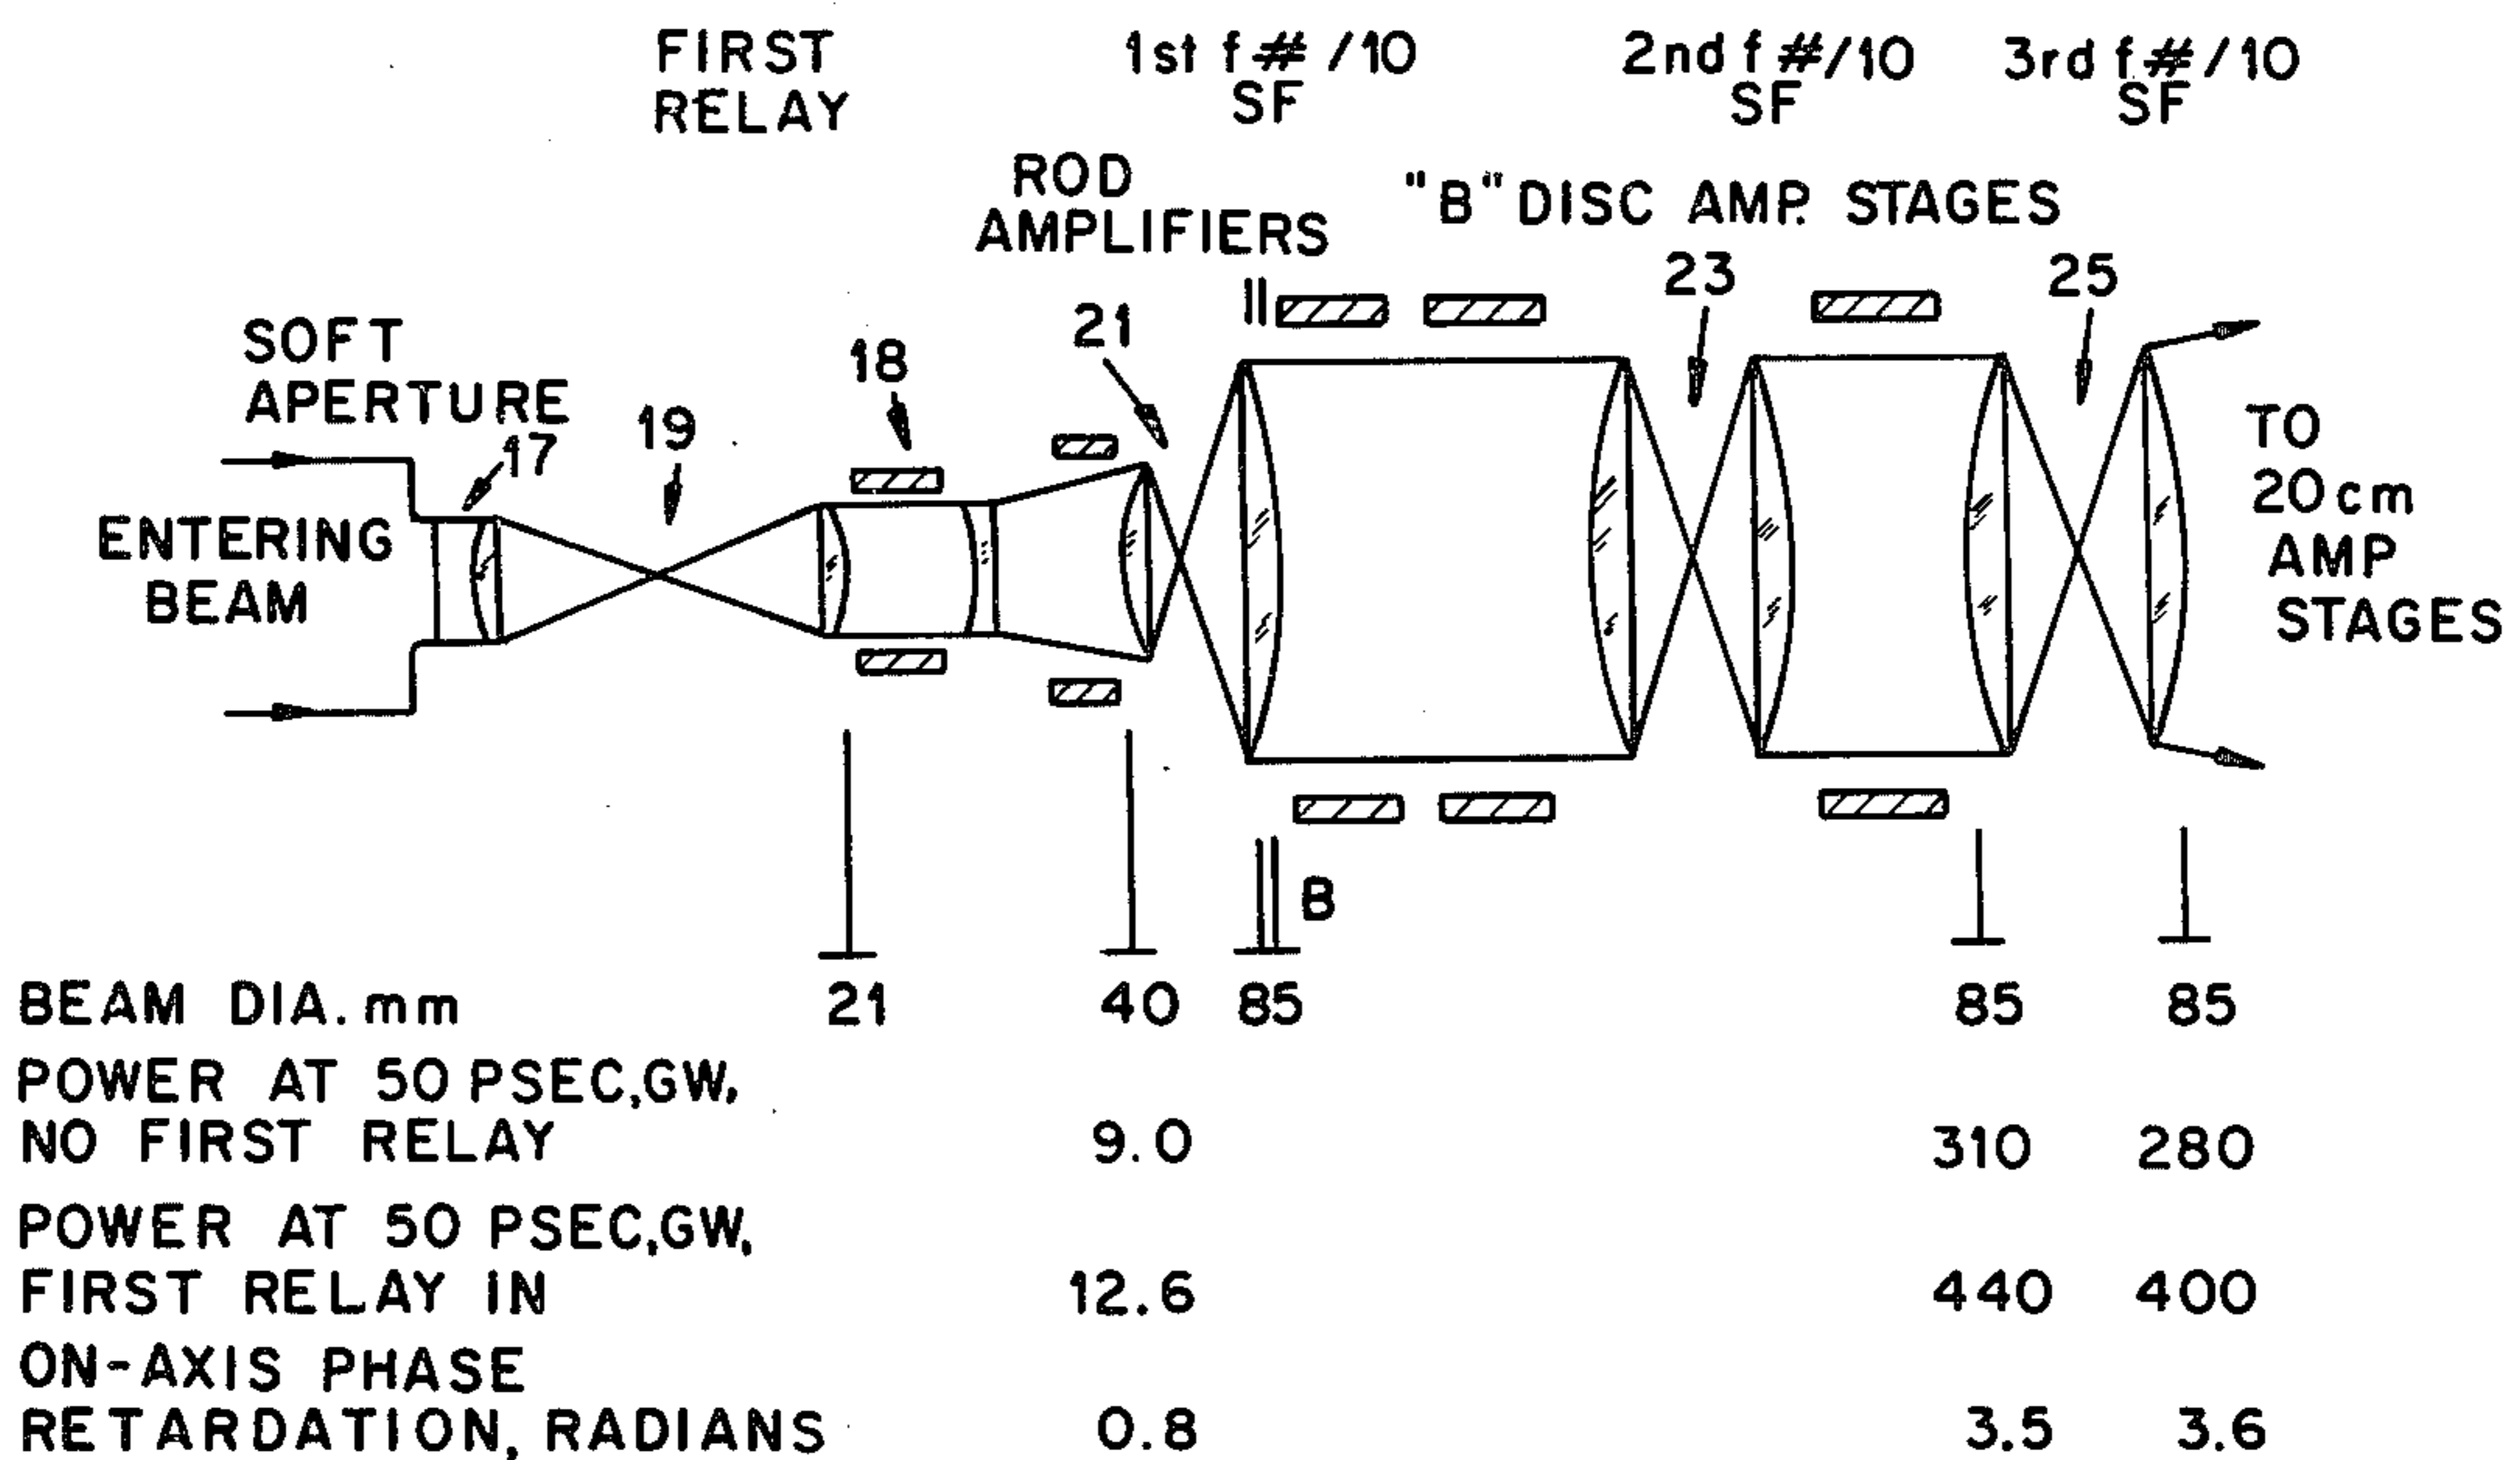 FIRST
RELAY
1st f# /10
SF
2nd f #/10
SF
3rd f#/10
SF
ROD
AMPLIFIERS
"B" DISC AMP. STAGES
23
25
21
SOFT
APERTURE
18
19
17
ENTERING
BEAM
TO
20cm
AMP
STAGES
B
BEAM DIA. mm 21 40 85 85 85
POWER AT 50 PSEC,GW,
NO FIRST RELAY 9.0 310 280
POWER AT 50 PSEC,GW,
FIRST RELAY IN 12.6 440 400
ON-AXIS PHASE
RETARDATION, RADIANS 0.8 3.5 3.6